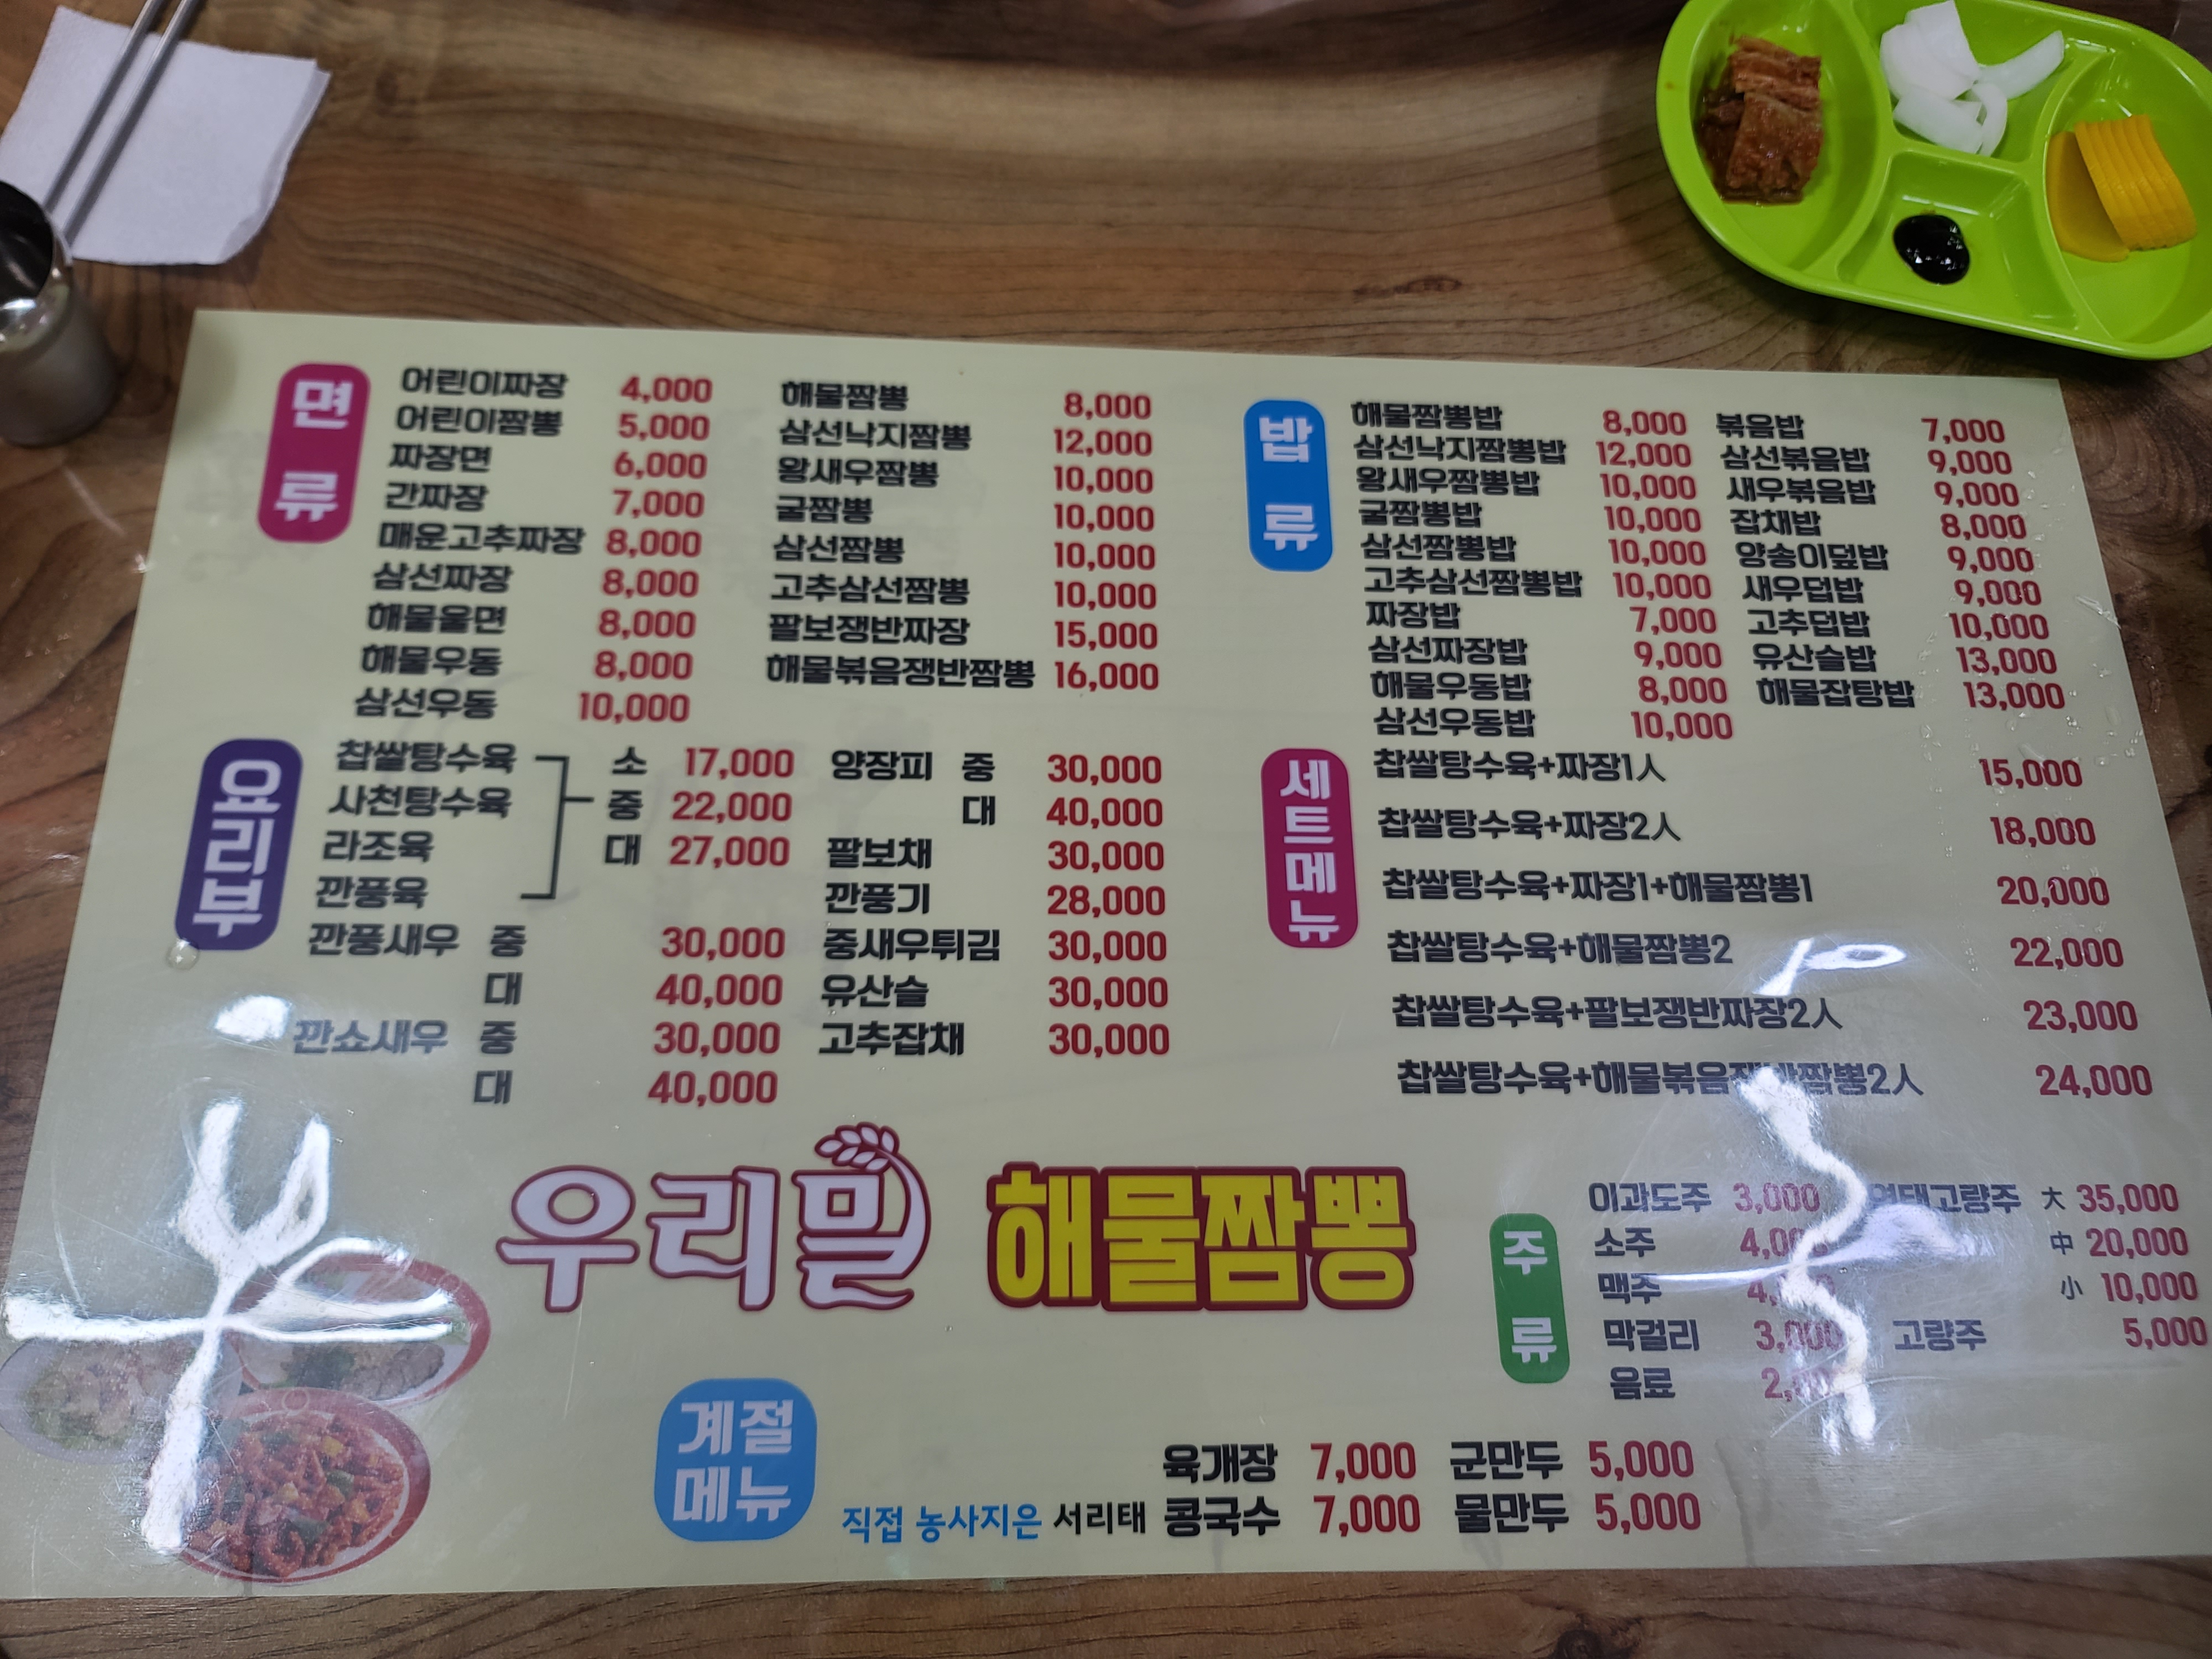 면류
어린이짜장 4,000
어린이짬뽕 5,000
짜장면 6,000
간짜장 7,000
매운고추짜장 8,000
삼선짜장 8,000
해물울면 8,000
해물우동 8,000
삼선우동 10,000
해물짬뽕 8,000
삼선낙지짬뽕 12,000
왕새우짬뽕 10,000
굴짬뽕 10,000
삼선짬뽕 10,000
고추삼선짬뽕 10,000
팔보쟁반짜장 15,000
해물볶음쟁반짬뽕 16,000
밥류
해물짬뽕밥 8,000
삼선낙지짬뽕밥 12,000
왕새우짬뽕밥 10,000
굴짬뽕밥 10,000
삼선짬뽕밥 10,000
고추삼선짬뽕밥 10,000
짜장밥 7,000
삼선짜장밥 9,000
해물우동밥 8,000
삼선우동밥 10,000
볶음밥 7,000
삼선볶음밥 9,000
새우볶음밥 9,000
잡채밥 8,000
양송이덮밥 9,000
새우덥밥 9,000
고추덥밥 10,000
유산슬밥 13,000
해물잡탕밥 13,000
요리부
찹쌀탕수육 소 17,000
사천탕수육 중 22,000
라조육 대 27,000
깐풍육
깐풍새우 중 30,000
대 40,000
깐쇼새우 중 30,000
대 40,000
양장피 중 30,000
대 40,000
팔보채 30,000
깐풍기 28,000
중새우튀김 30,000
유산슬 30,000
고추잡채 30,000
세트메뉴
찹쌀탕수육+짜장1人 15,000
찹쌀탕수육+짜장2人 18,000
찹쌀탕수육+짜장1+해물짬뽕1 20,000
찹쌀탕수육+해물짬뽕2 22,000
찹쌀탕수육+팔보쟁반짜장2人 23,000
찹쌀탕수육+해물볶음쟁반짬뽕2人 24,000
우리밀 해물짬뽕
주류
이과도주 3,000
소주
맥주
막걸리 3,000
음료
大 35,000
中 20,000
小 10,000
고량주 5,000
계절메뉴
육개장 7,000 군만두 5,000
직접 농사지은 서리태 콩국수 7,000 물만두 5,000